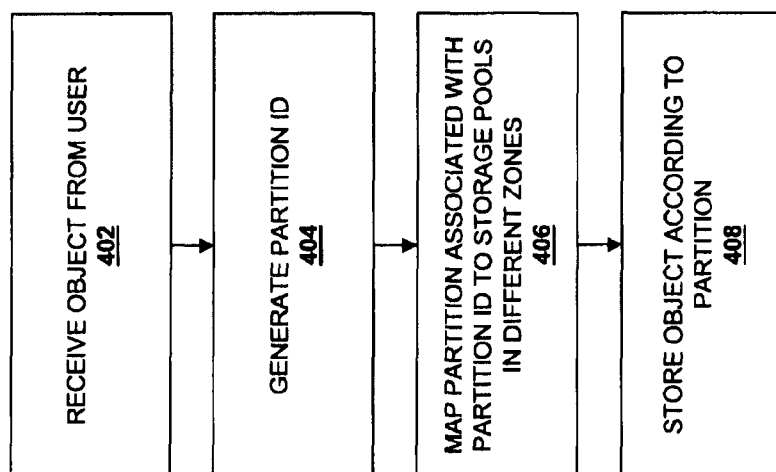 RECEIVE OBJECT FROM USER
402
GENERATE PARTITION ID
404
MAP PARTITION ASSOCIATED WITH
PARTITION ID TO STORAGE POOLS
IN DIFFERENT ZONES
406
STORE OBJECT ACCORDING TO
PARTITION
408